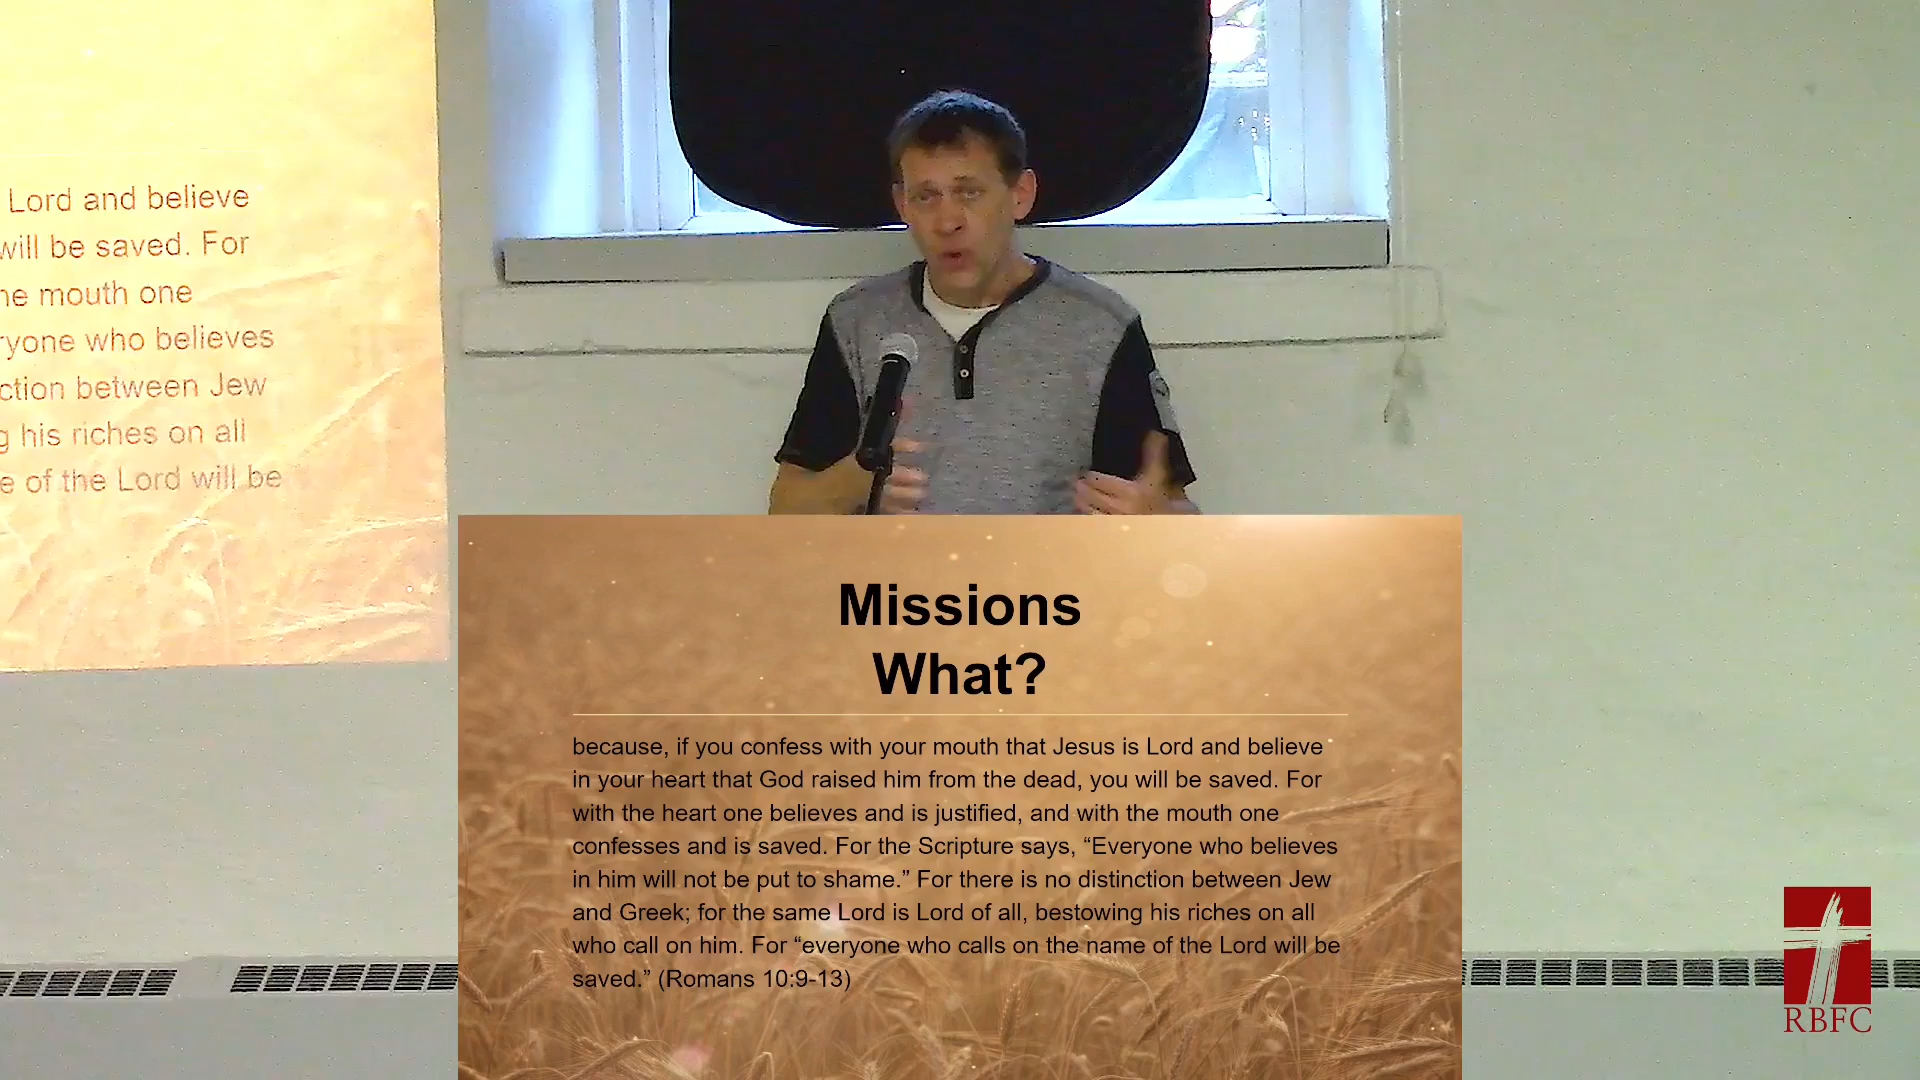 Lord and believe
will be saved. For
mouth one
who believes
between Jew
his riches on all
of the Lord will be
Missions
What?
because, if you confess with your mouth that Jesus is Lord and believe
in your heart that God raised him from the dead, you will be saved. For
with the heart one believes and is justified, and with the mouth one
confesses and is saved. For the Scripture says, “Everyone who believes
in him will not be put to shame.” For there is no distinction between Jew
and Greek; for the same Lord is Lord of all, bestowing his riches on all
who call on him. For “everyone who calls on the name of the Lord will be
saved.” (Romans 10:9-13)
RBFC